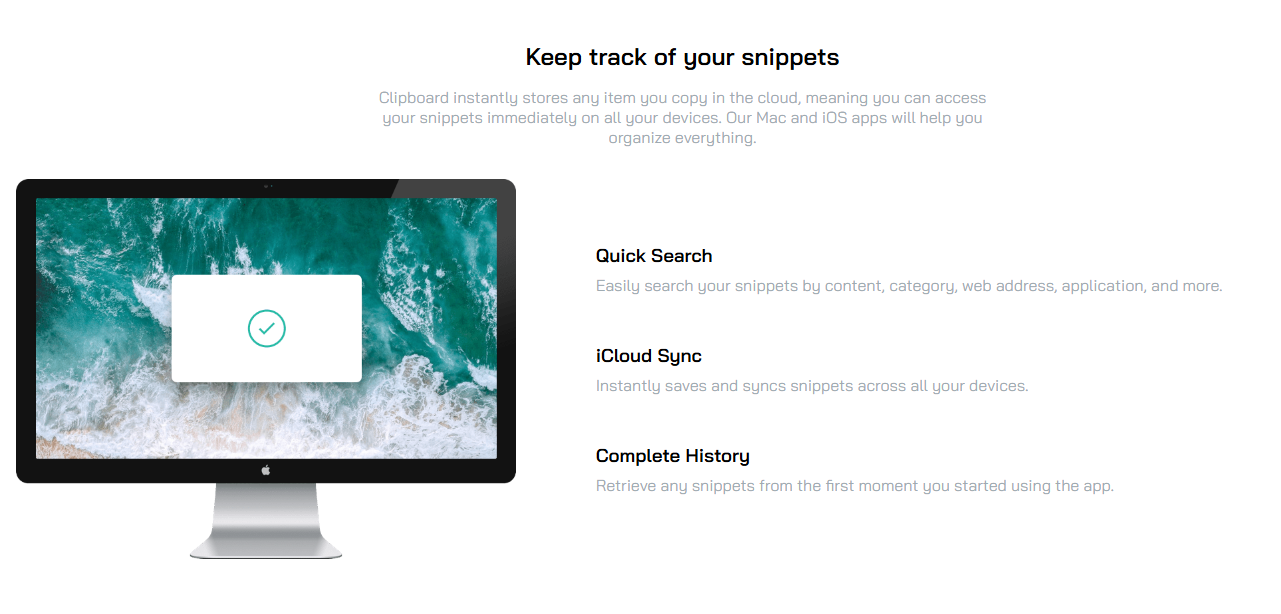 Keep track of your snippets
Clipboard instantly stores any item you copy in the cloud, meaning you can access
your snippets immediately on all your devices. Our Mac and iOS apps will help you
organize everything.
Quick Search
Easily search your snippets by content, category, web address, application, and more.
iCloud Sync
Instantly saves and syncs snippets across all your devices.
Complete History
Retrieve any snippets from the first moment you started using the app.